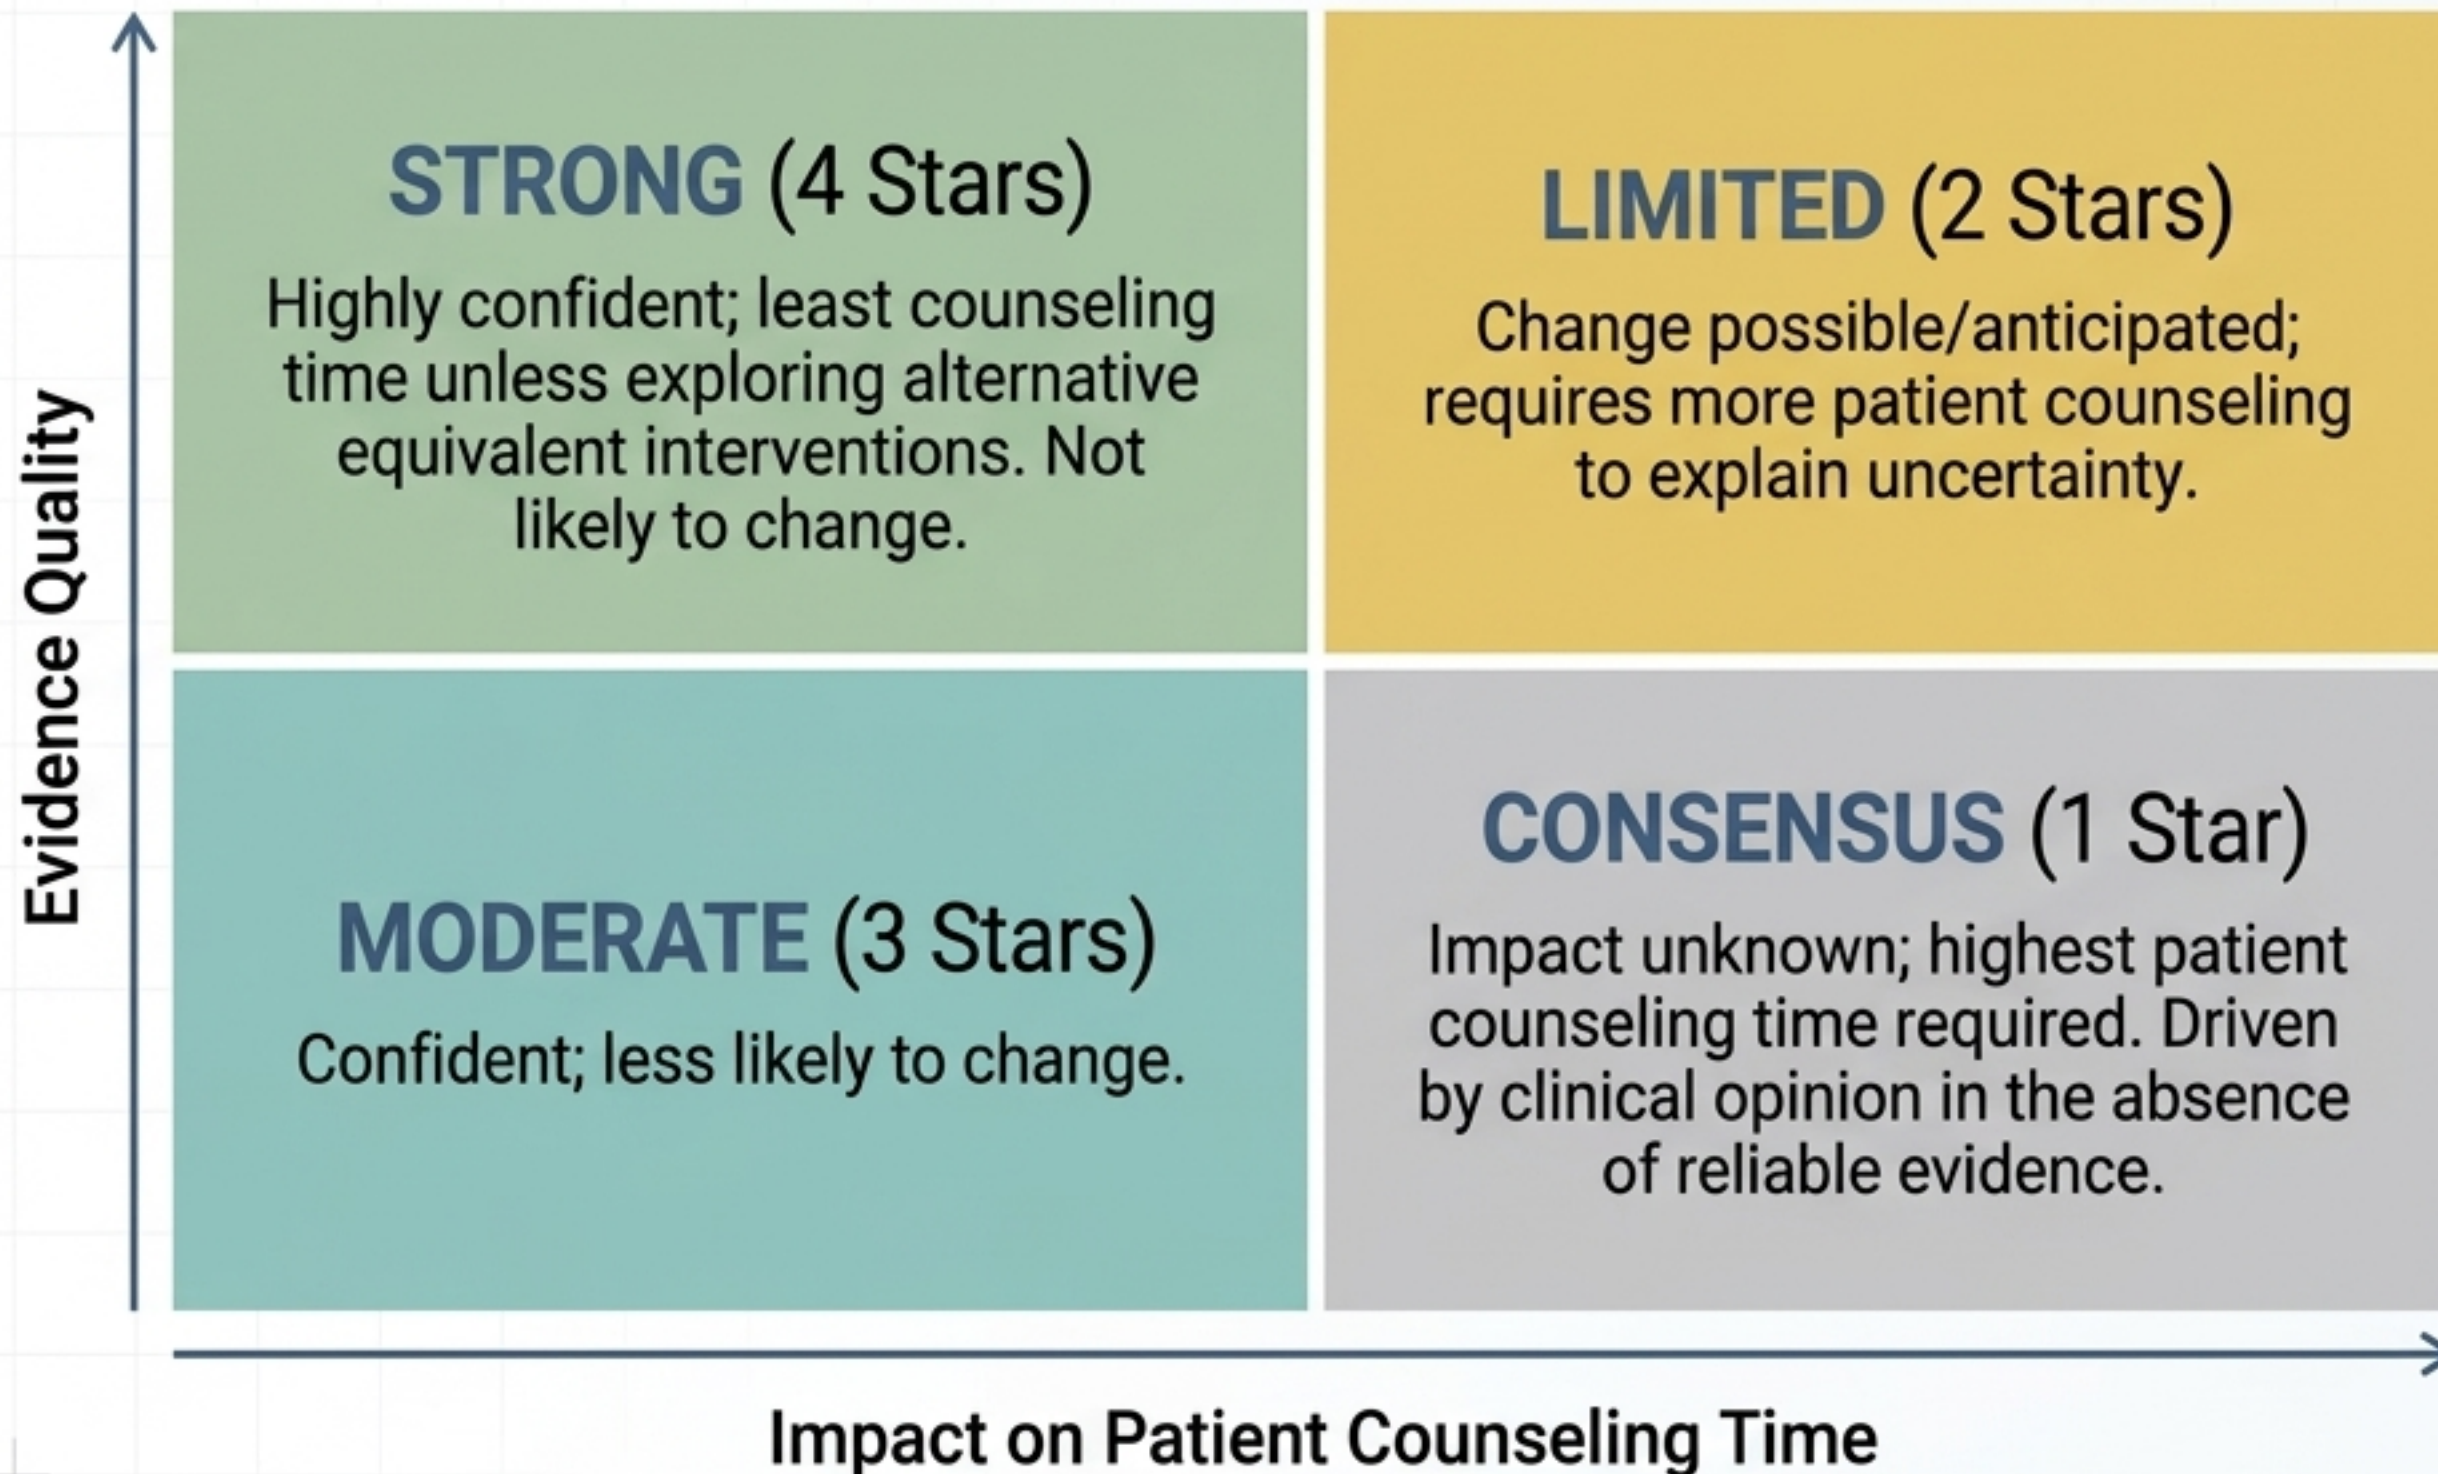 Evidence Quality
STRONG (4 Stars)
Highly confident; least counseling
time unless exploring alternative
equivalent interventions. Not
likely to change.
LIMITED (2 Stars)
Change possible/anticipated;
requires more patient counseling
to explain uncertainty.
MODERATE (3 Stars)
Confident; less likely to change.
CONSENSUS (1 Star)
Impact unknown; highest patient
counseling time required. Driven
by clinical opinion in the absence
of reliable evidence.
Impact on Patient Counseling Time